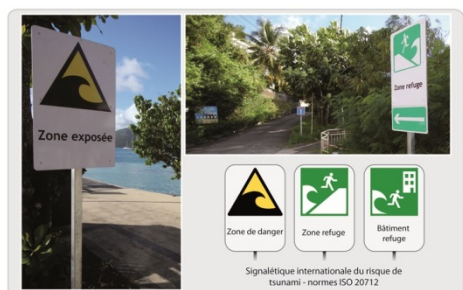 Zone exposée
Zone refuge
Zone de danger
Zone refuge
Bâtiment
refuge
Signalétique internationale du risque de
tsunami - normes ISO 20712